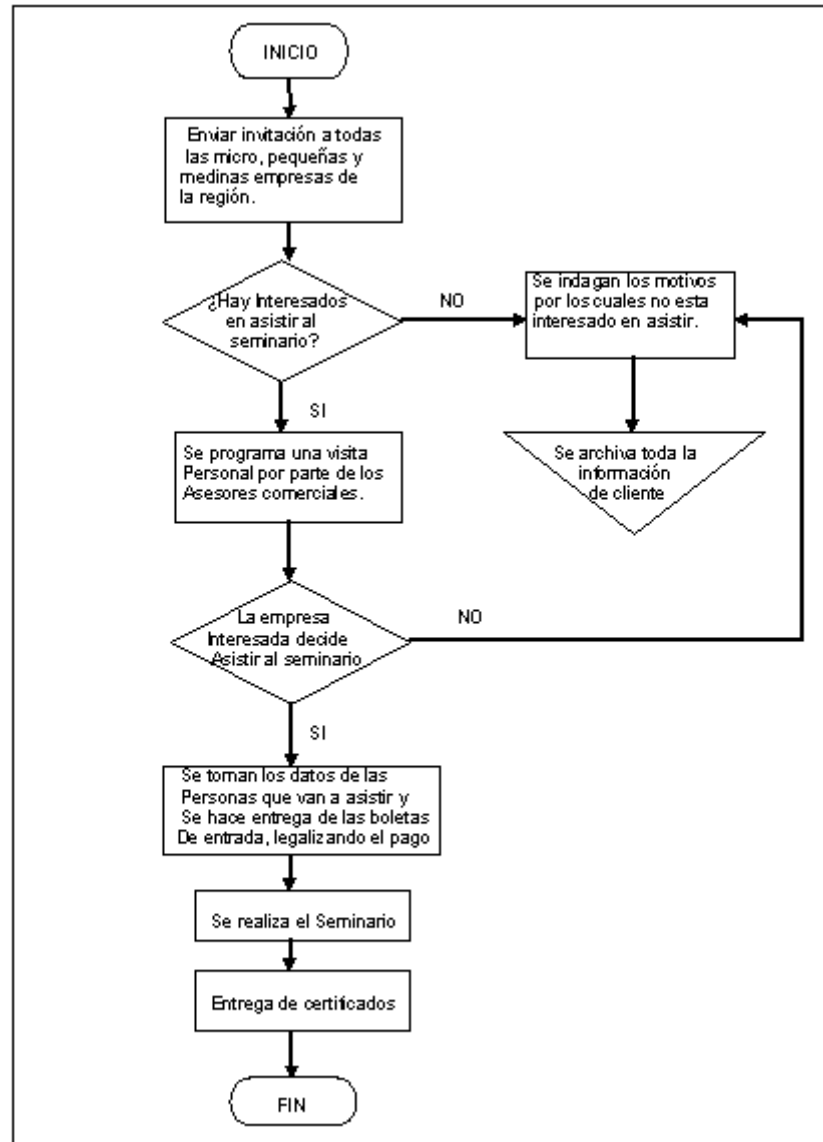 INICIO
Enviar invitación a todas
las micro, pequeñas y
medinas empresas de
la región.
¿Hay Interesados
en asistir al
seminario?
NO
Se indagan los motivos
por los cuales no esta
interesado en asistir.
SI
Se programa una visita
Personal por parte de los
Asesores comerciales.
Se archiva toda la
información
de cliente
La empresa
Interesada decide
Asistir al seminario
NO
SI
Se toman los datos de las
Personas que van a asistir y
Se hace entrega de las boletas
De entrada, legalizando el pago
Se realiza el Seminario
Entrega de certificados
FIN